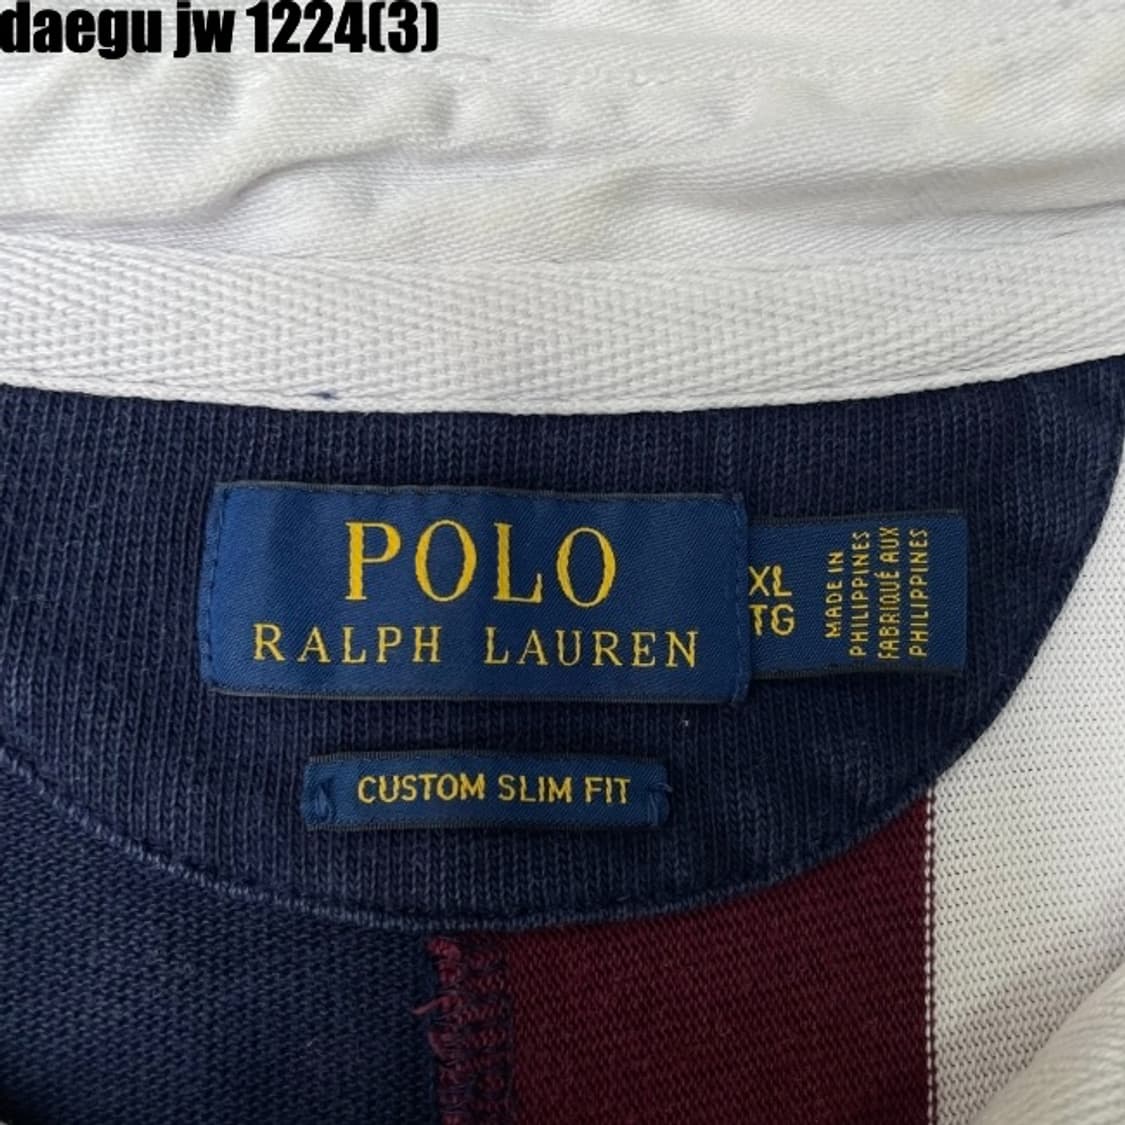 daegu jw 1224(3)
POLO
RALPH LAUREN
XL
TG
MADE IN
PHILIPPINES
FABRIQUÉ AUX
PHILIPPINES
CUSTOM SLIM FIT